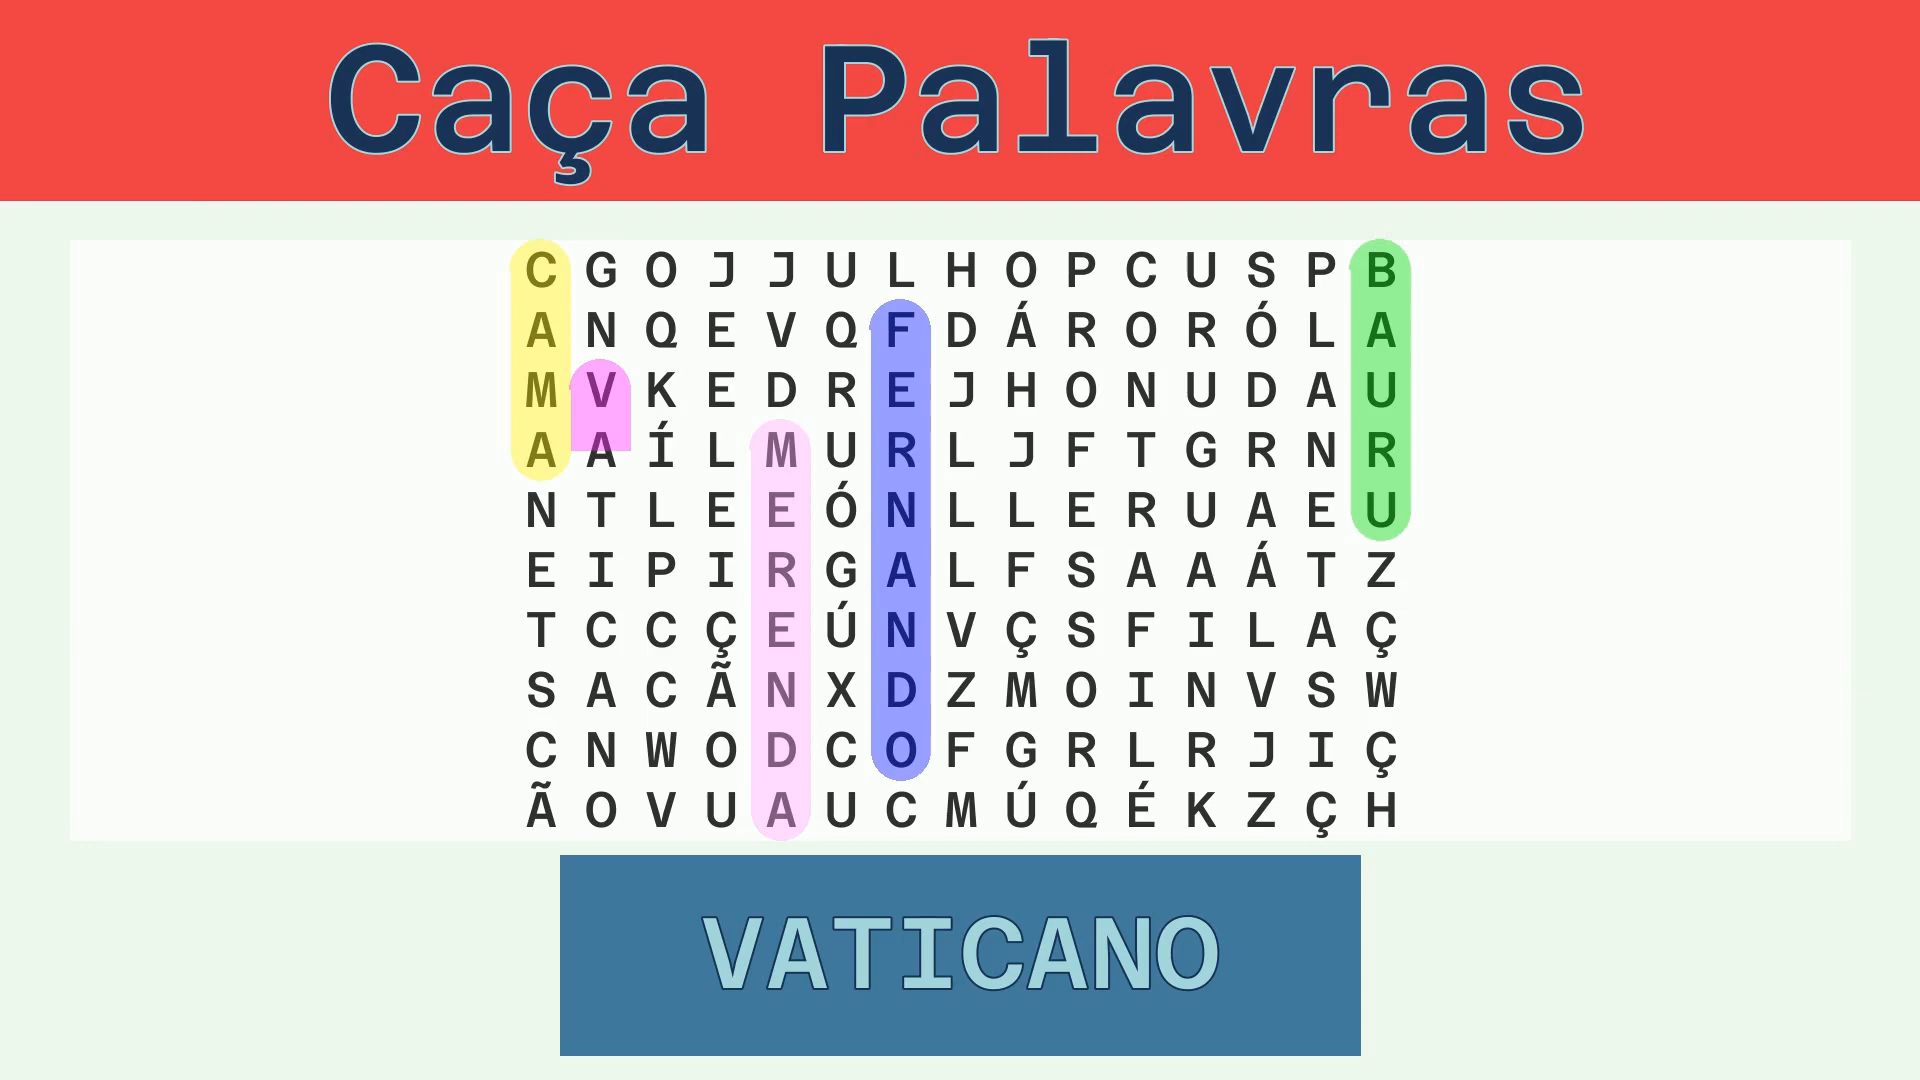 Caça Palavras
C G O J J U L H O P C U S P B
A N Q E V Q F D Á R O R Ó L A
M V K E D R E J H O N U D A U
A A Í L M U R L J F T G R N R
N T L E E Ó N L L E R U A E U
E I P I R G A L F S A A Á T Z
T C C Ç E Ú N V Ç S F I L A Ç
S A C Ã N X D Z M O I N V S W
C N W O D C O F G R L R J I Ç
Ã O V U A U C M Ú Q É K Z Ç H
VATICANO